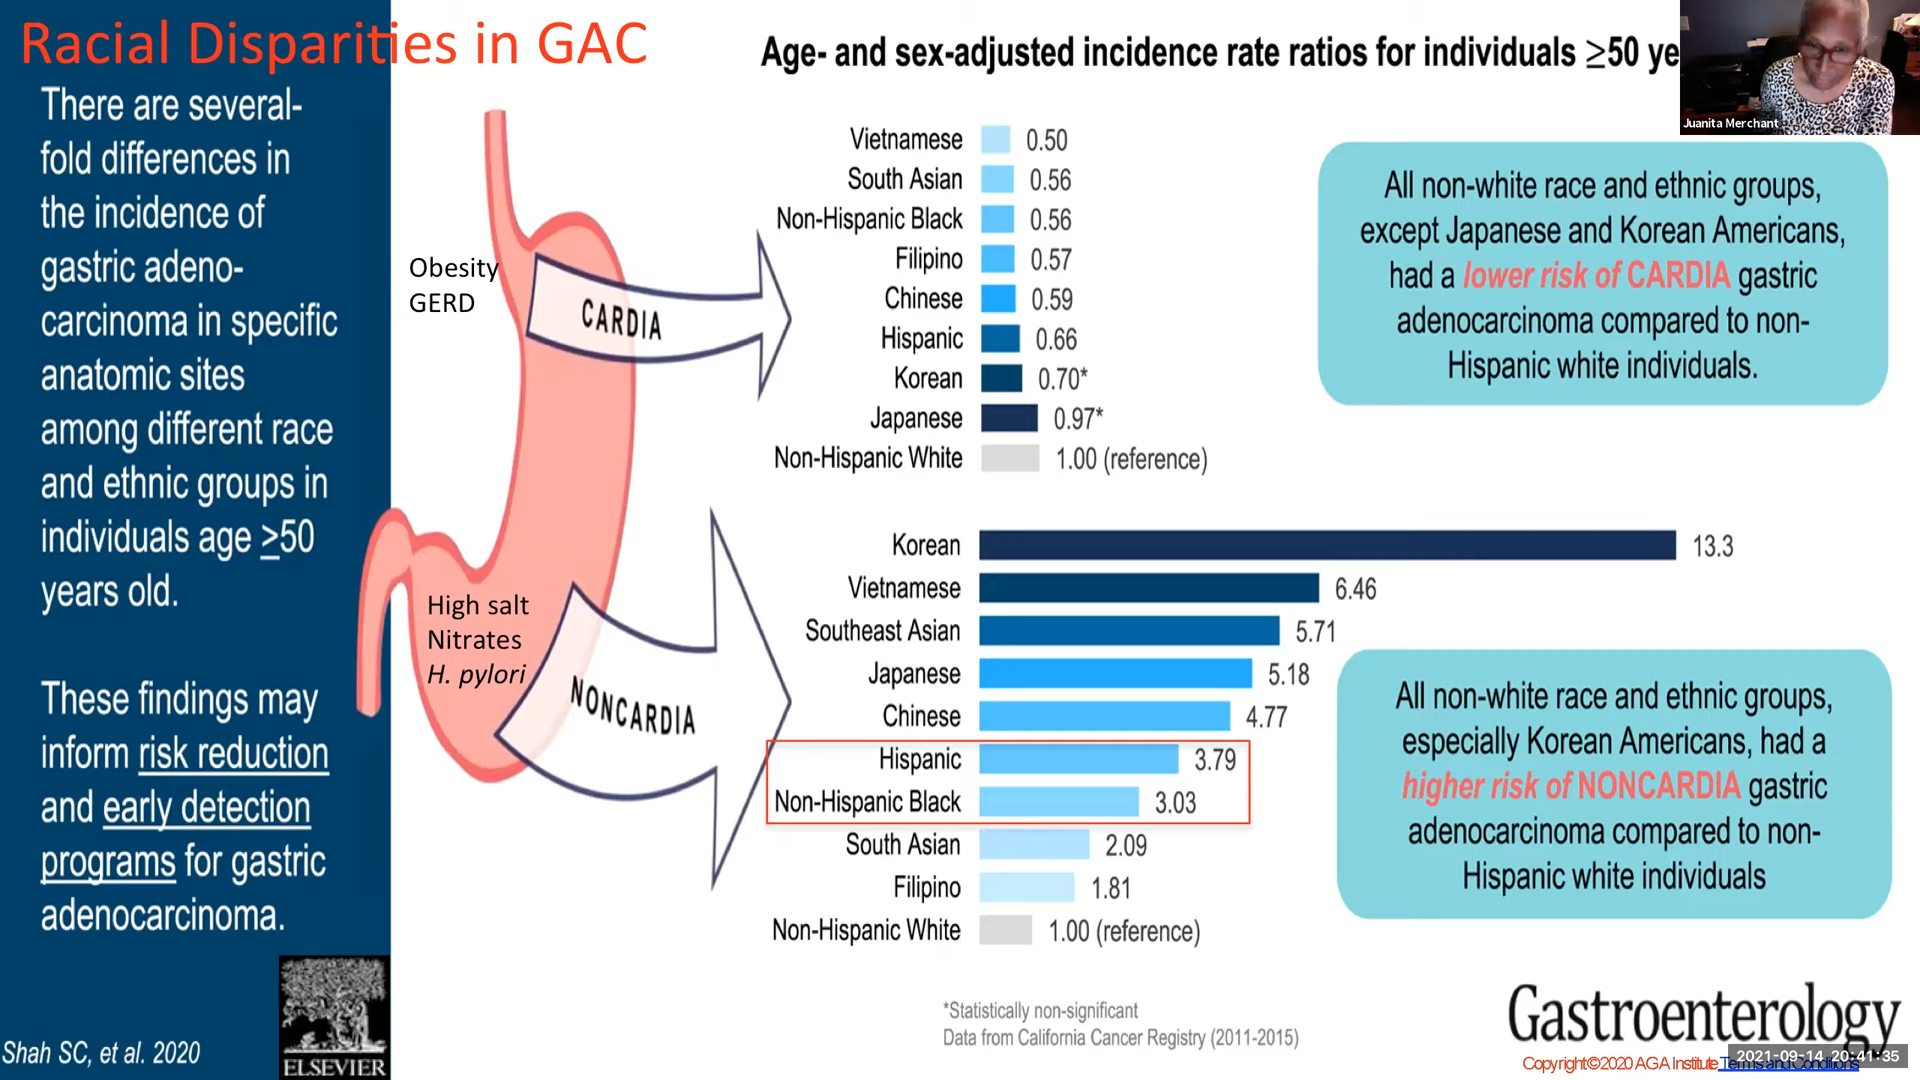 Racial Disparities in GAC
There are several-
fold differences in
the incidence of
gastric adeno-
carcinoma in specific
anatomic sites
among different race
and ethnic groups in
individuals age ≥50
years old.
These findings may
inform risk reduction
and early detection
programs for gastric
adenocarcinoma.
Shah SC, et al. 2020
ELSEVIER
Obesity
GERD
CARDIA
High salt
Nitrates
H. pylori
NONCARDIA
Age- and sex-adjusted incidence rate ratios for individuals ≥50 ye
Vietnamese 0.50
South Asian 0.56
Non-Hispanic Black 0.56
Filipino 0.57
Chinese 0.59
Hispanic 0.66
Korean 0.70*
Japanese 0.97*
Non-Hispanic White 1.00 (reference)
Korean 13.3
Vietnamese 6.46
Southeast Asian 5.71
Japanese 5.18
Chinese 4.77
Hispanic 3.79
Non-Hispanic Black 3.03
South Asian 2.09
Filipino 1.81
Non-Hispanic White 1.00 (reference)
*Statistically non-significant
Data from California Cancer Registry (2011-2015)
Juanita Merchant
All non-white race and ethnic groups,
except Japanese and Korean Americans,
had a lower risk of CARDIA gastric
adenocarcinoma compared to non-
Hispanic white individuals.
All non-white race and ethnic groups,
especially Korean Americans, had a
higher risk of NONCARDIA gastric
adenocarcinoma compared to non-
Hispanic white individuals
Gastroenterology
Copyright©2020 AGA Institute Terms and Conditions
2021-09-14 20:41:35